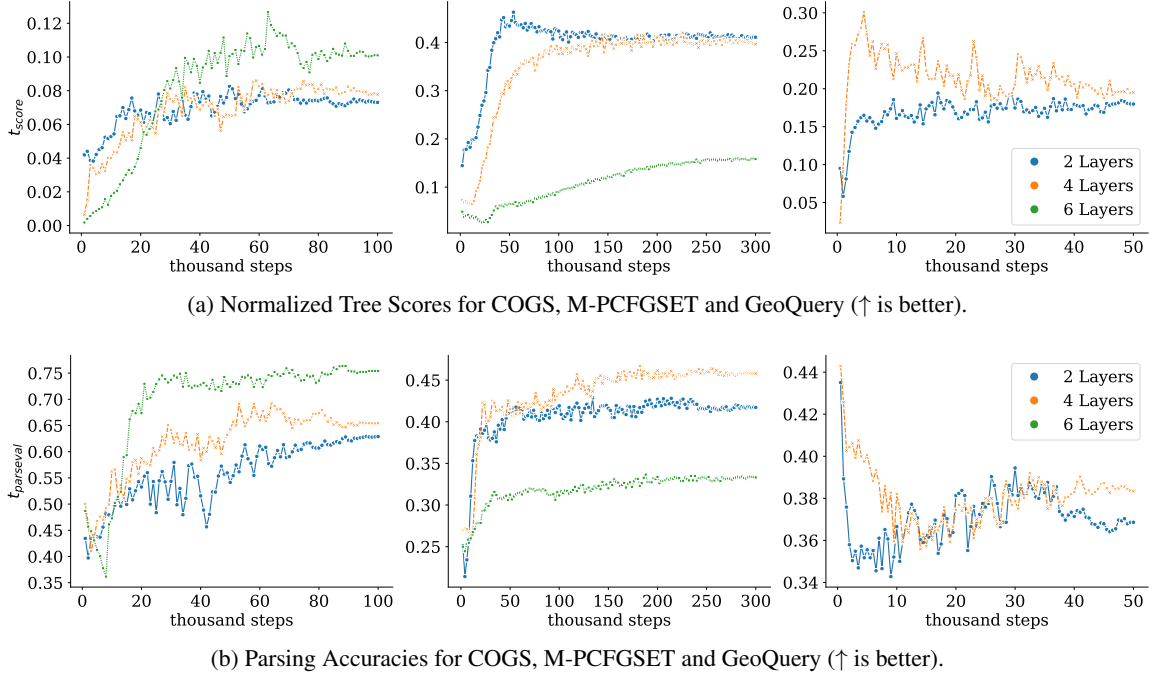 0.12
0.10
0.08
0.06
0.04
0.02
0.00
t_score
0 20 40 60 80 100
thousand steps
0.4
0.3
0.2
0.1
0 50 100 150 200 250 300
thousand steps
0.30
0.25
0.20
0.15
0.10
0.05
2 Layers
4 Layers
6 Layers
0 10 20 30 40 50
thousand steps
(a) Normalized Tree Scores for COGS, M-PCFGSET and GeoQuery (↑ is better).
0.75
0.70
0.65
0.60
0.55
0.50
0.45
0.40
0.35
t_parseval
0 20 40 60 80 100
thousand steps
0.45
0.40
0.35
0.30
0.25
0 50 100 150 200 250 300
thousand steps
0.44
0.42
0.40
0.38
0.36
0.34
2 Layers
4 Layers
6 Layers
0 10 20 30 40 50
thousand steps
(b) Parsing Accuracies for COGS, M-PCFGSET and GeoQuery (↑ is better).